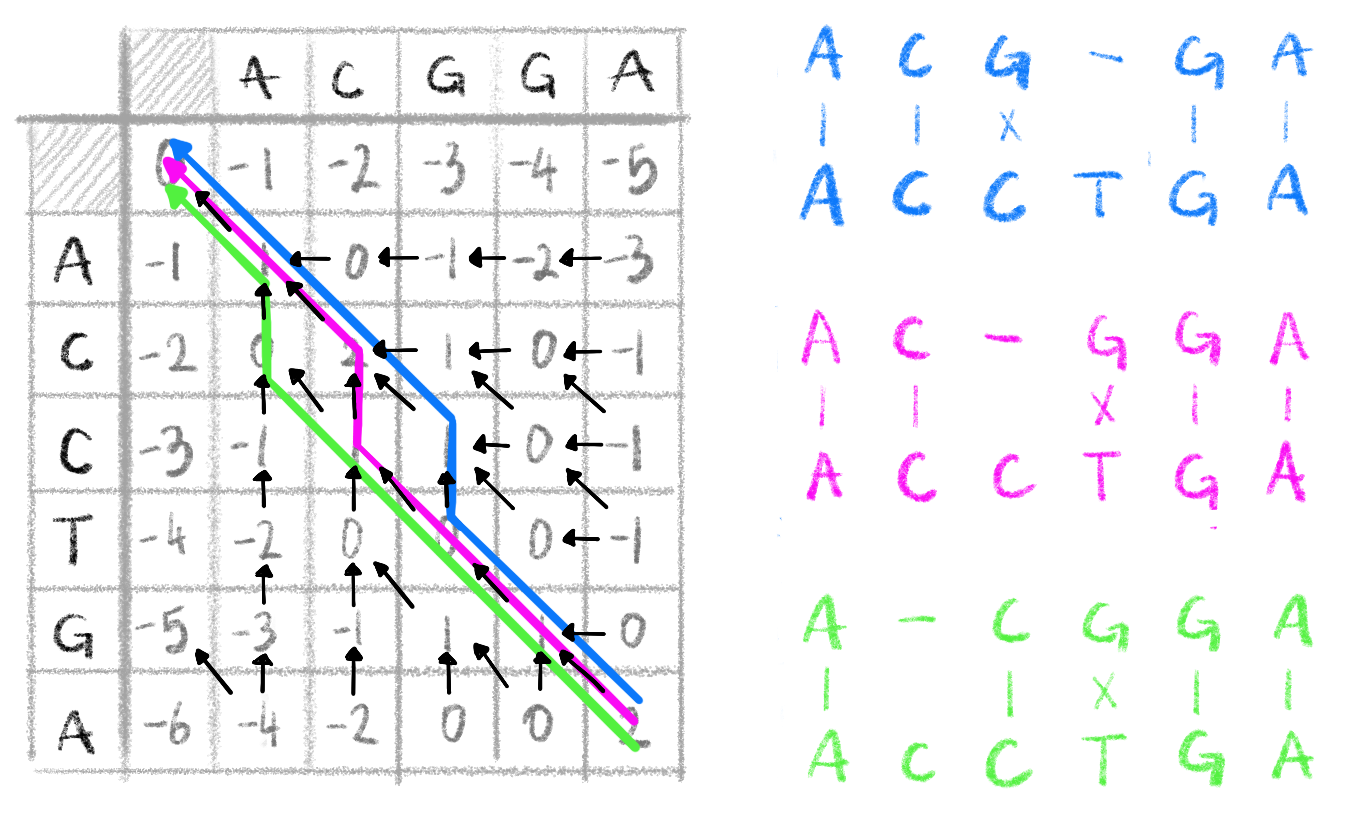 A C G G A
0 -1 -2 -3 -4 -5
A -1 1 0 -1 -2 -3
C -2 0 2 1 0 -1
C -3 -1 1 1 0 -1
T -4 -2 0 0 0 -1
G -5 -3 -1 1 1 0
A -6 -4 -2 0 0 2
A C G - G A
| | x | |
A C C T G A
A C - G G A
| | x | |
A C C T G A
A - C G G A
| | x | |
A C C T G A